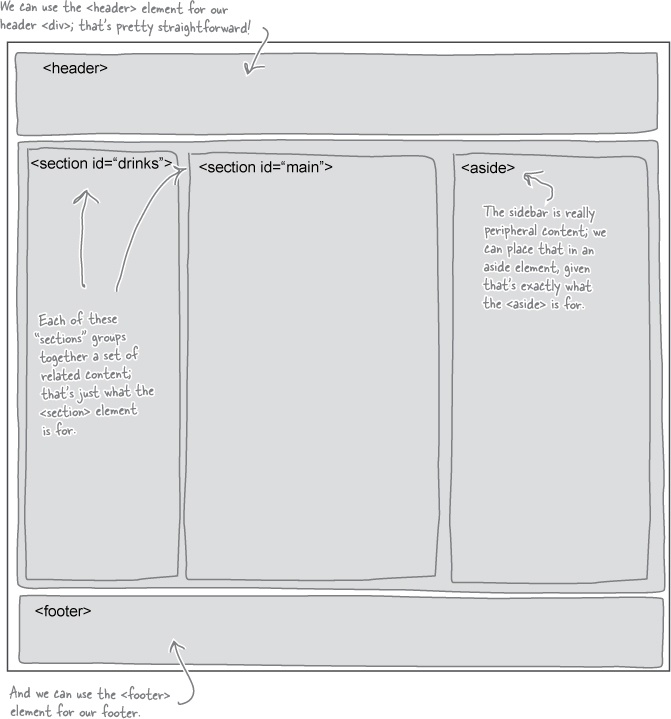 We can use the <header> element for our
header <div>; that's pretty straightforward!
<header>
<section id=“drinks”>
<section id=“main”>
<aside>
The sidebar is really
peripheral content; we
can place that in an
aside element, given
that's exactly what
the <aside> is for.
Each of these
“sections” groups
together a set of
related content;
that's just what the
<section> element
is for.
<footer>
And we can use the <footer>
element for our footer.